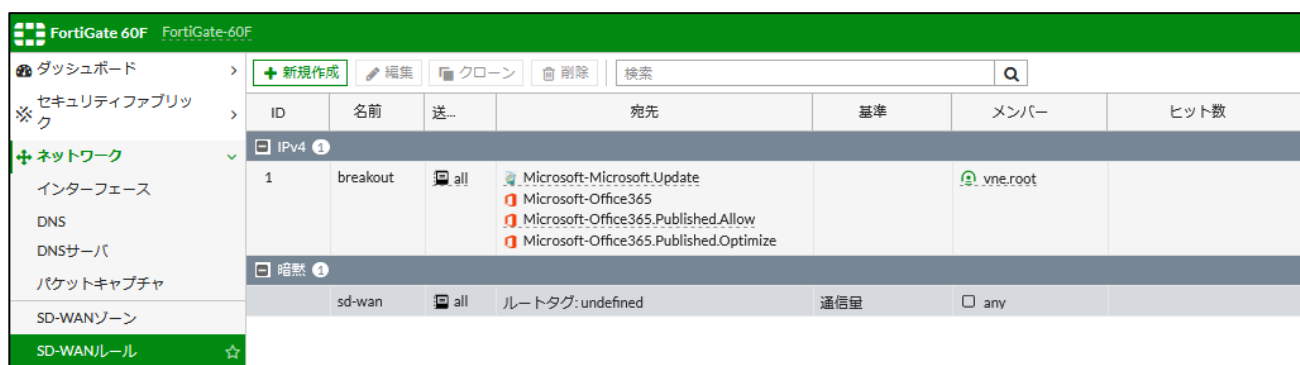 FortiGate 60F FortiGate-60F
ダッシュボード
セキュリティファブリック
ネットワーク
インターフェース
DNS
DNSサーバ
パケットキャプチャ
SD-WANゾーン
SD-WANルール
新規作成 編集 クローン 削除 検索
ID 名前 送... 宛先 基準 メンバー ヒット数
IPv4 1
1 breakout all Microsoft-Microsoft.Update vne.root
Microsoft-Office365
Microsoft-Office365.Published.Allow
Microsoft-Office365.Published.Optimize
暗黙 1
sd-wan all ルートタグ: undefined 通信量 any